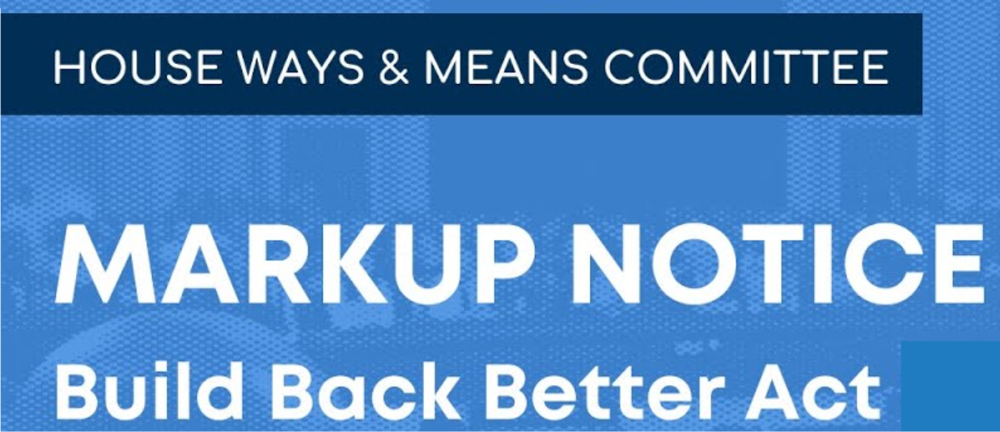 HOUSE WAYS & MEANS COMMITTEE
MARKUP NOTICE
Build Back Better Act